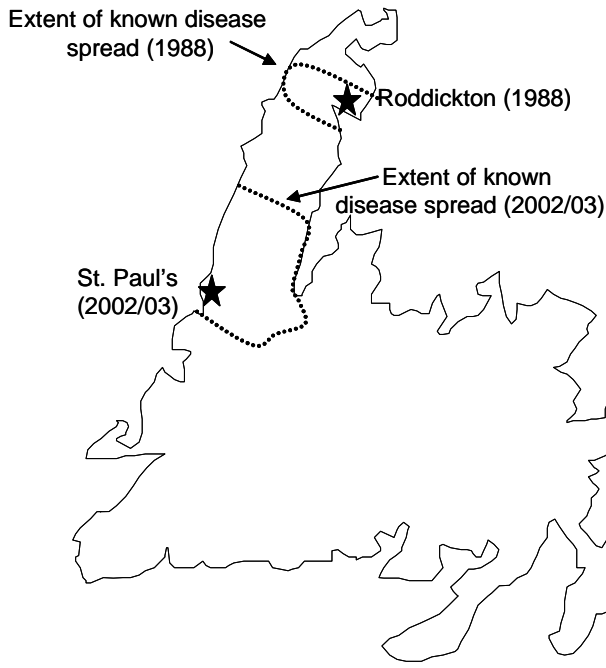 Extent of known disease
spread (1988)
Roddickton (1988)
Extent of known
disease spread (2002/03)
St. Paul's
(2002/03)